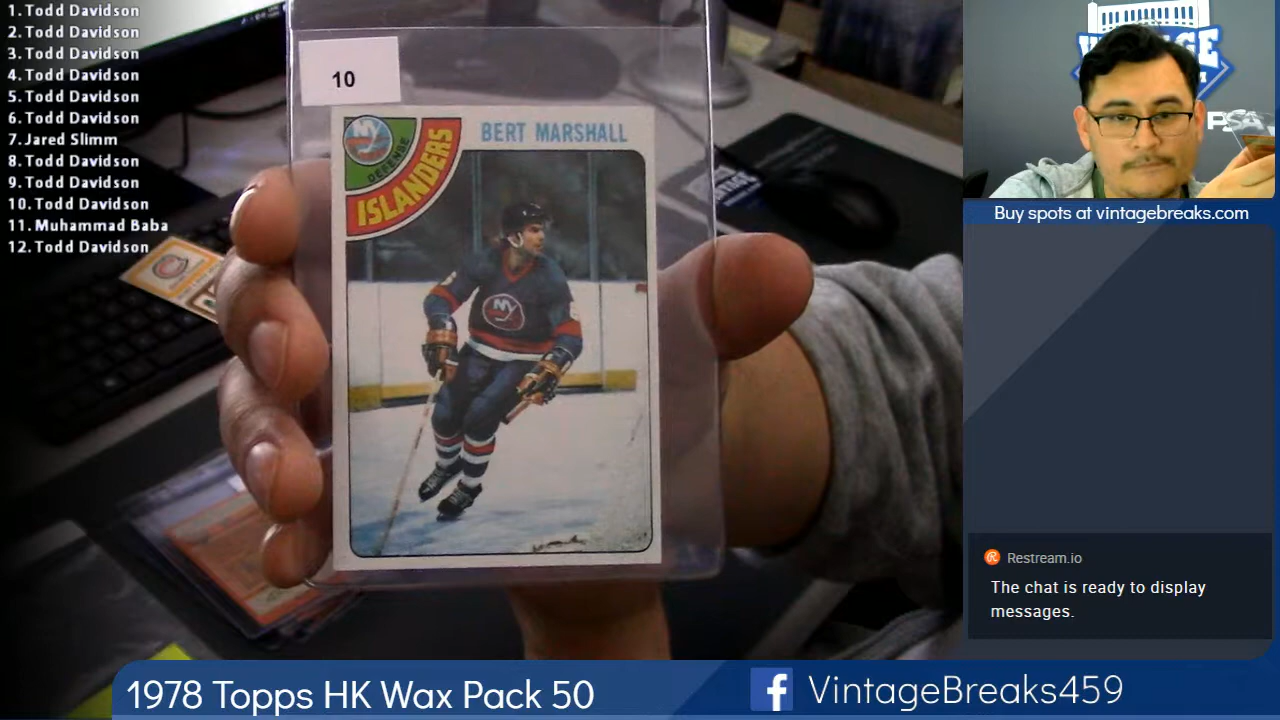 1. Todd Davidson
2. Todd Davidson
3. Todd Davidson
4. Todd Davidson
5. Todd Davidson
6. Todd Davidson
7. Jared Slimm
8. Todd Davidson
9. Todd Davidson
10. Todd Davidson
11. Muhammad Baba
12. Todd Davidson
10
NY
DEFENSE
ISLANDERS
BERT MARSHALL
NY
PSA
Buy spots at vintagebreaks.com
Restream.io
The chat is ready to display
messages.
1978 Topps HK Wax Pack 50
f VintageBreaks459